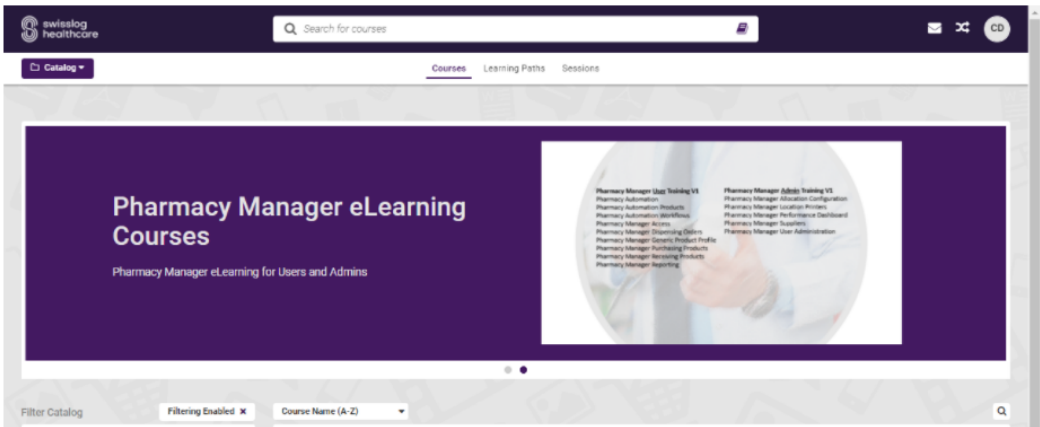 swisslog
healthcare
Search for courses
CD
Catalog
Courses Learning Paths Sessions
Pharmacy Manager eLearning
Courses
Pharmacy Manager eLearning for Users and Admins
Pharmacy Manager User Training V1
Pharmacy Automation
Pharmacy Automation Products
Pharmacy Automation Workflows
Pharmacy Manager Access
Pharmacy Manager Dispensing Orders
Pharmacy Manager Generic Product Profile
Pharmacy Manager Purchasing Products
Pharmacy Manager Receiving Products
Pharmacy Manager Reporting
Pharmacy Manager Admin Training V1
Pharmacy Manager Allocation Configuration
Pharmacy Manager Location Printers
Pharmacy Manager Performance Dashboard
Pharmacy Manager Suppliers
Pharmacy Manager User Administration
Filter Catalog
Filtering Enabled ×
Course Name (A-Z)